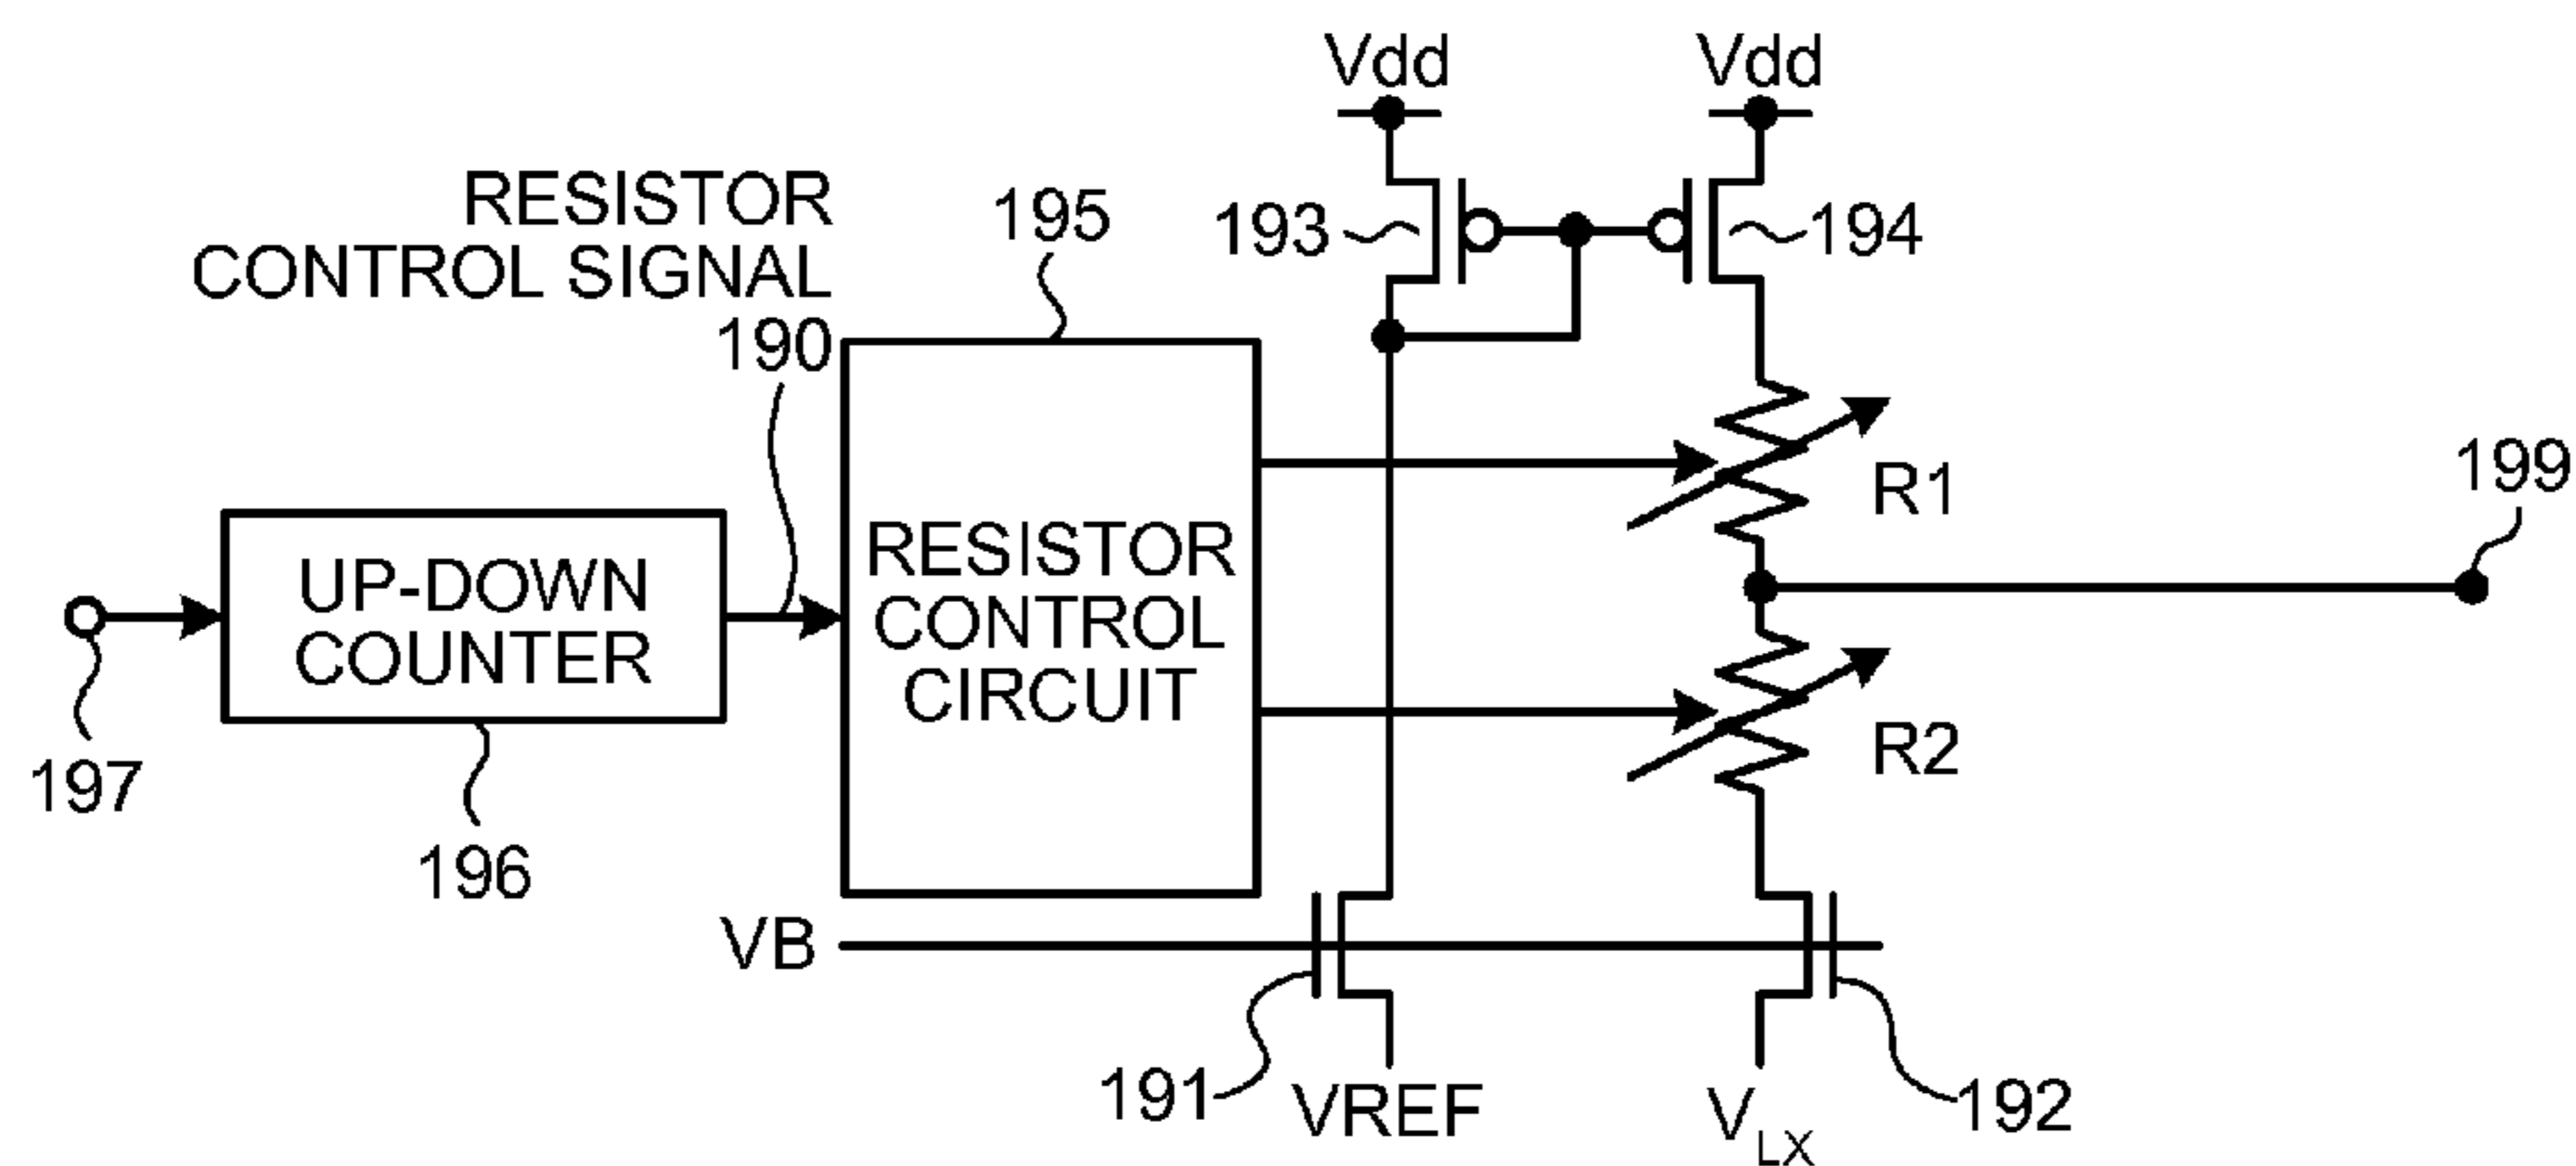 Vdd
Vdd
RESISTOR
CONTROL SIGNAL
190
195
193
194
R1
199
UP-DOWN
COUNTER
RESISTOR
CONTROL
CIRCUIT
R2
197
196
VB
191
VREF
V LX
192